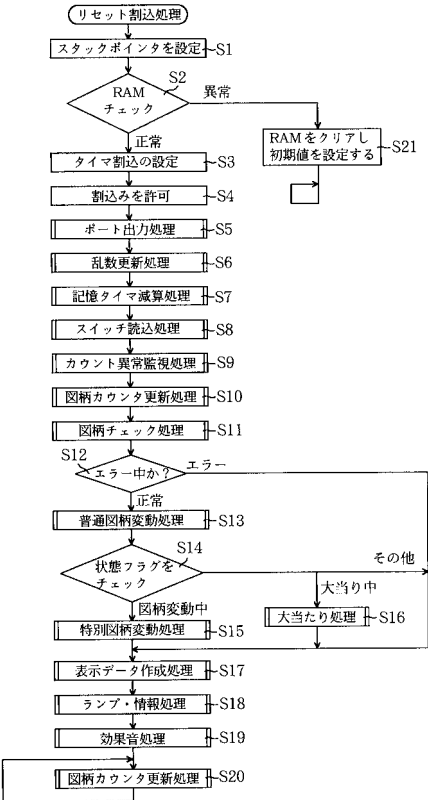 リセット割込処理
スタックポインタを設定
S1
S2
RAM
チェック
異常
正常
RAMをクリアし
初期値を設定する
S21
タイマ割込の設定
S3
割込みを許可
S4
ポート出力処理
S5
乱数更新処理
S6
記憶タイマ減算処理
S7
スイッチ読込処理
S8
カウント異常監視処理
S9
図柄カウンタ更新処理
S10
図柄チェック処理
S11
S12
エラー中か?
エラー
正常
普通図柄変動処理
S13
S14
状態フラグを
チェック
その他
大当り中
図柄変動中
大当たり処理
S16
特別図柄変動処理
S15
表示データ作成処理
S17
ランプ・情報処理
S18
効果音処理
S19
図柄カウンタ更新処理
S20